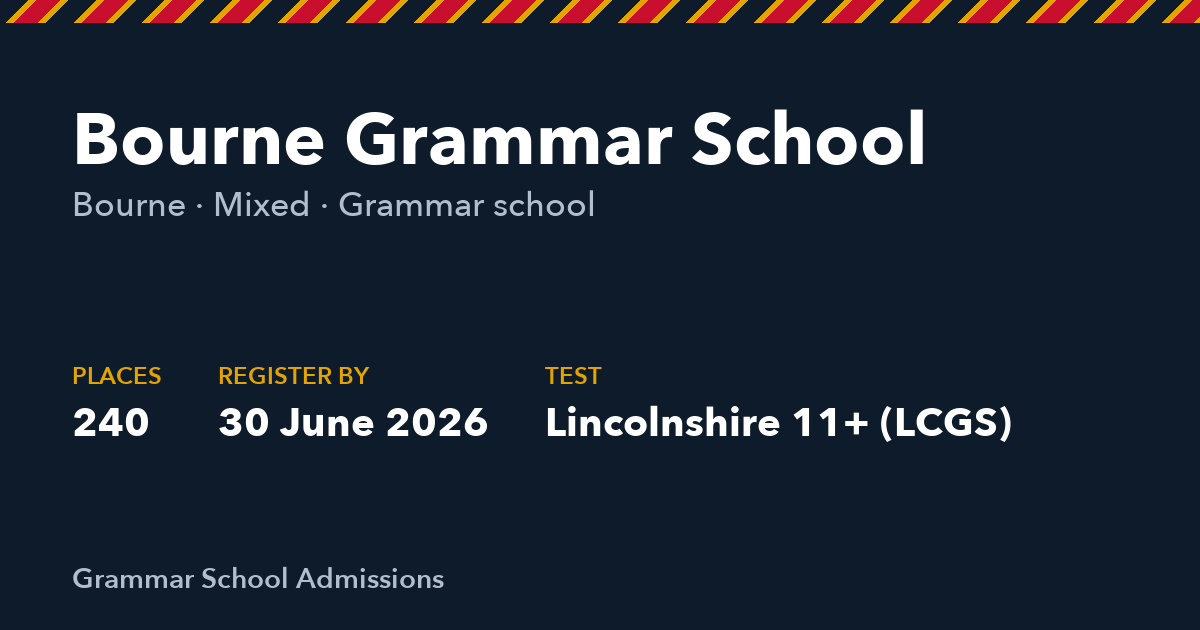 Bourne Grammar School
Bourne · Mixed · Grammar school
PLACES
240
REGISTER BY
30 June 2026
TEST
Lincolnshire 11+ (LCGS)
Grammar School Admissions